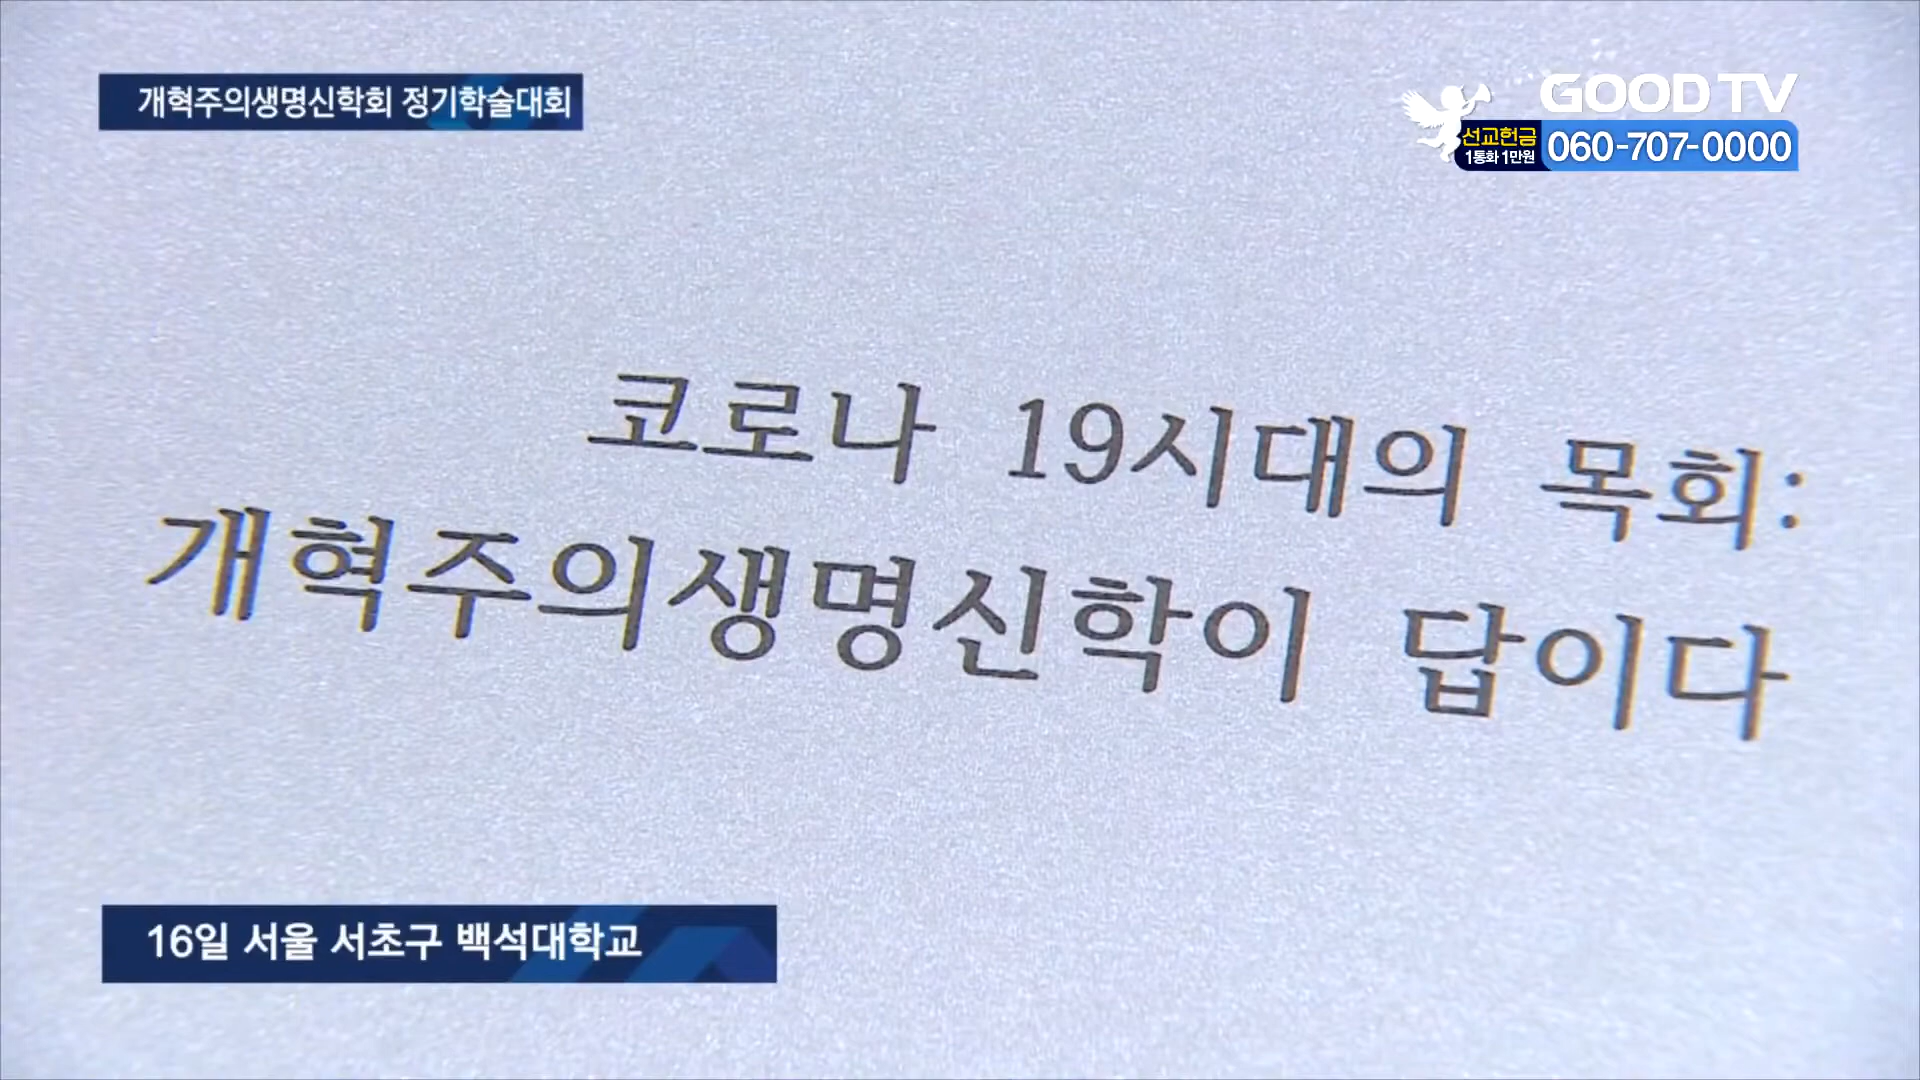 개혁주의생명신학회 정기학술대회
GOOD TV
선교헌금
1통화 1만원
060-707-0000
코로나 19시대의 목회:
개혁주의생명신학이 답이다
16일 서울 서초구 백석대학교